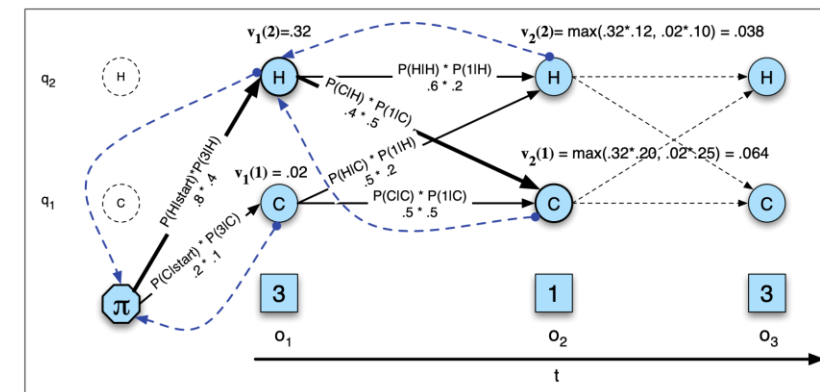 v1(2)=.32
v2(2) = max(.32*.12, .02*.10) = .038
q2
H
H
P(H|H) * P(1|H)
.6 * .2
H
H
P(C|H) * P(1|C)
.4 * .5
P(H|start)*P(3|H)
.8 * .4
P(H|C) * P(1|H)
.5 * .2
v1(1) = .02
v2(1) = max(.32*.20, .02*.25) = .064
q1
C
C
P(C|C) * P(1|C)
.5 * .5
C
C
P(C|start) * P(3|C)
.2 * .1
π
3
1
3
o1
o2
o3
t